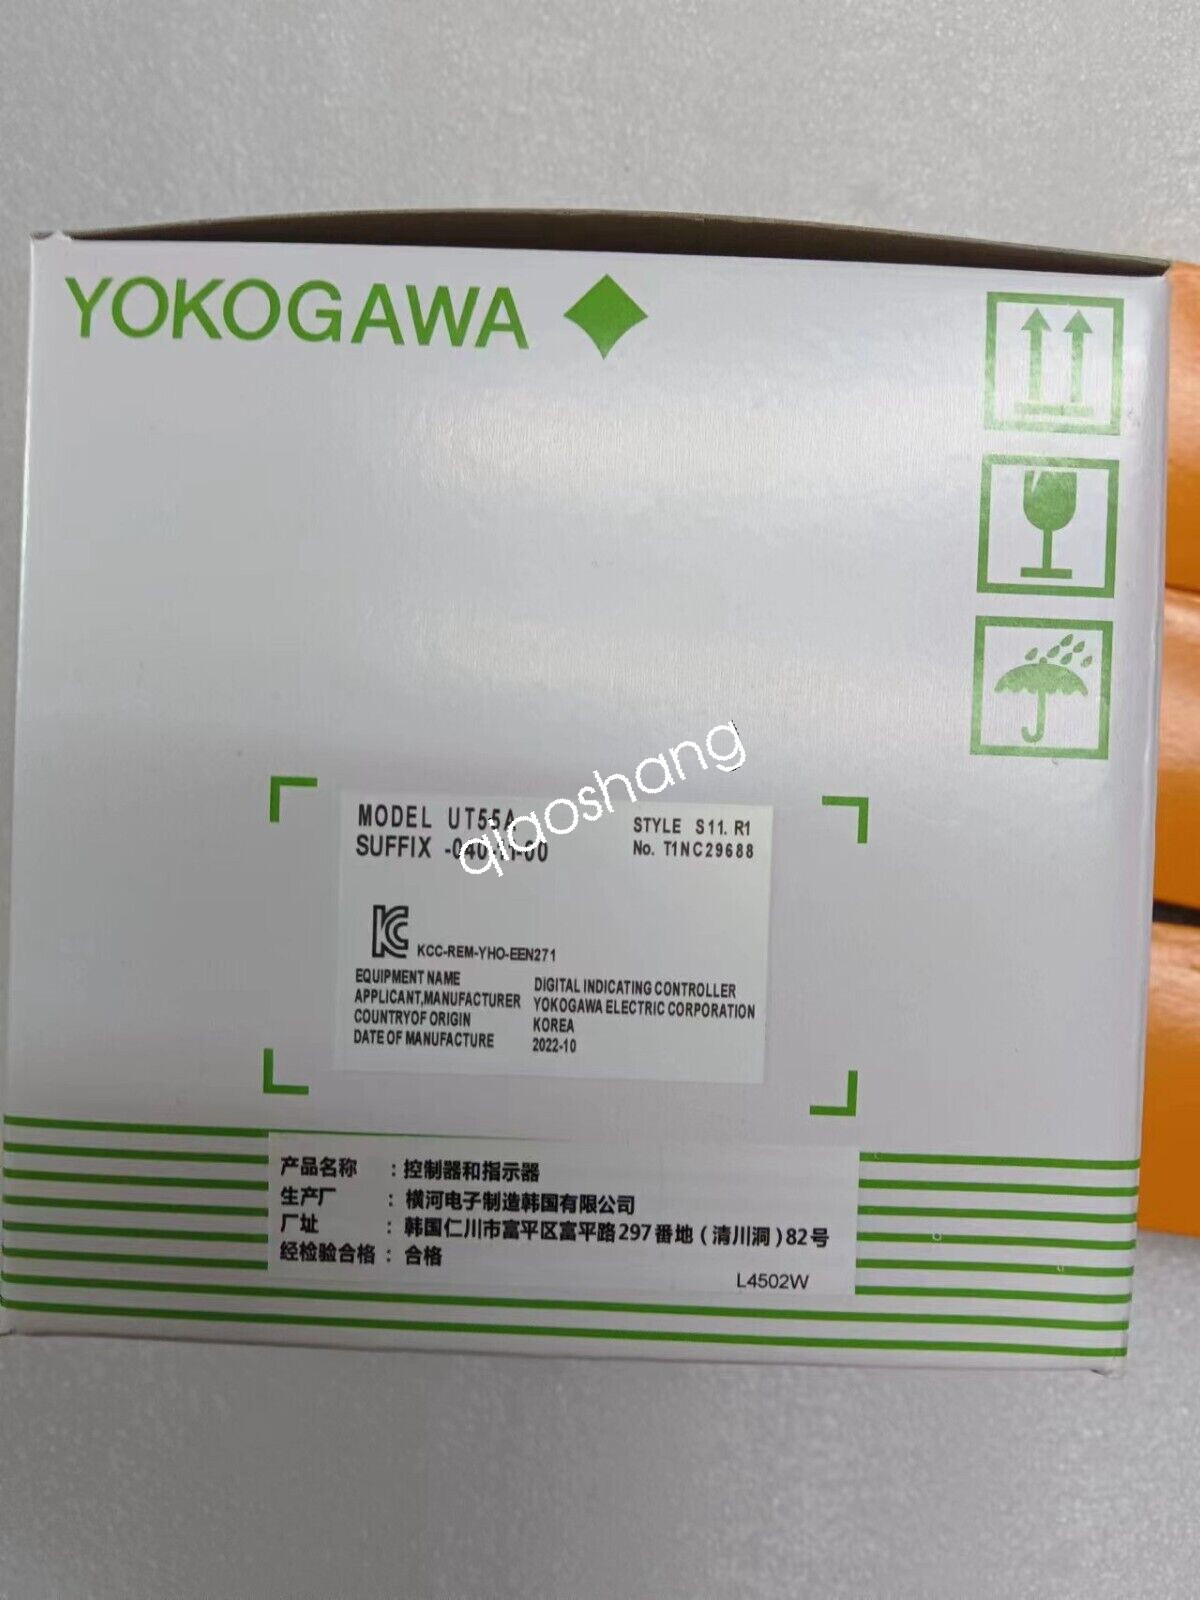 YOKOGAWA
MODEL UT55A
SUFFIX -040-11-00
STYLE S11. R1
No. T1NC29688
qiaoshang
KCC-REM-YHO-EEN271
EQUIPMENT NAME DIGITAL INDICATING CONTROLLER
APPLICANT,MANUFACTURER YOKOGAWA ELECTRIC CORPORATION
COUNTRYOF ORIGIN KOREA
DATE OF MANUFACTURE 2022-10
产品名称 : 控制器和指示器
生产厂 : 横河电子制造韩国有限公司
厂址 : 韩国仁川市富平区富平路297番地(清川洞)82号
经检验合格 : 合格
L4502W